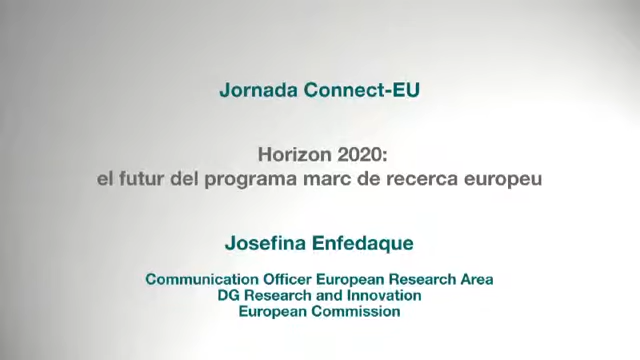 Jornada Connect-EU
Horizon 2020:
el futur del programa marc de recerca europeu
Josefina Enfedaque
Communication Officer European Research Area
DG Research and Innovation
European Commission